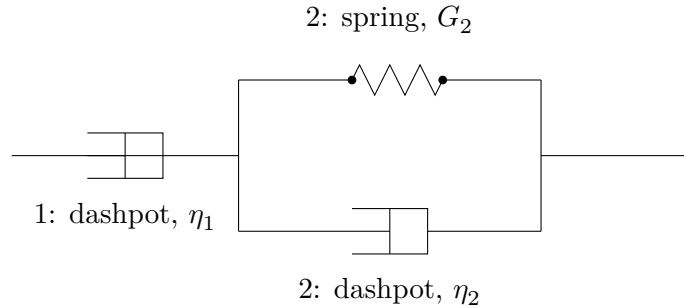 2: spring, G₂
1: dashpot, η₁
2: dashpot, η₂